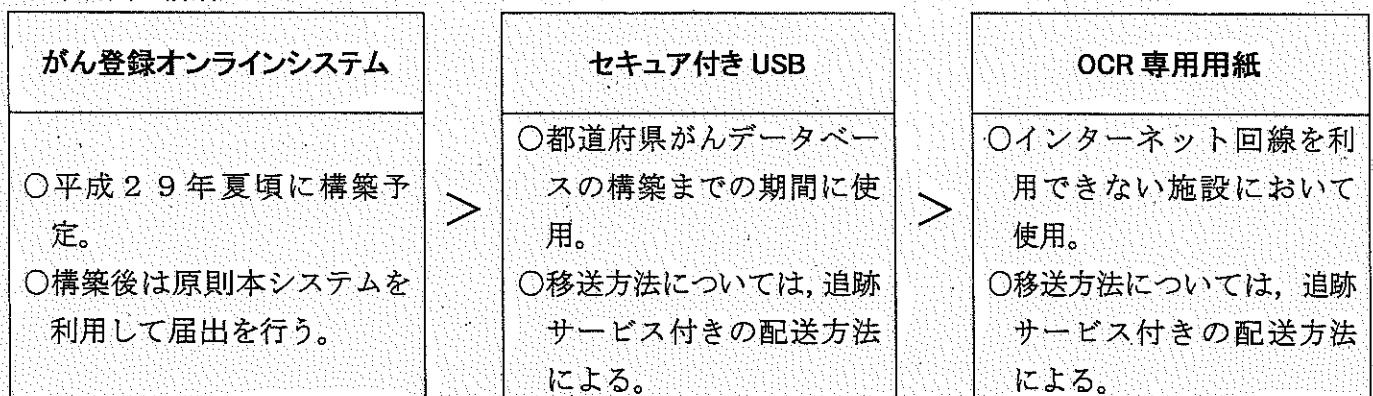 がん登録オンラインシステム
○平成29年夏頃に構築予
定。
○構築後は原則本システムを
利用して届出を行う。
>
セキュア付き USB
○都道府県がんデータベー
スの構築までの期間に使
用。
○移送方法については,追跡
サービス付きの配送方法
による。
>
OCR 専用用紙
○インターネット回線を利
用できない施設において
使用。
○移送方法については,追跡
サービス付きの配送方法
による。